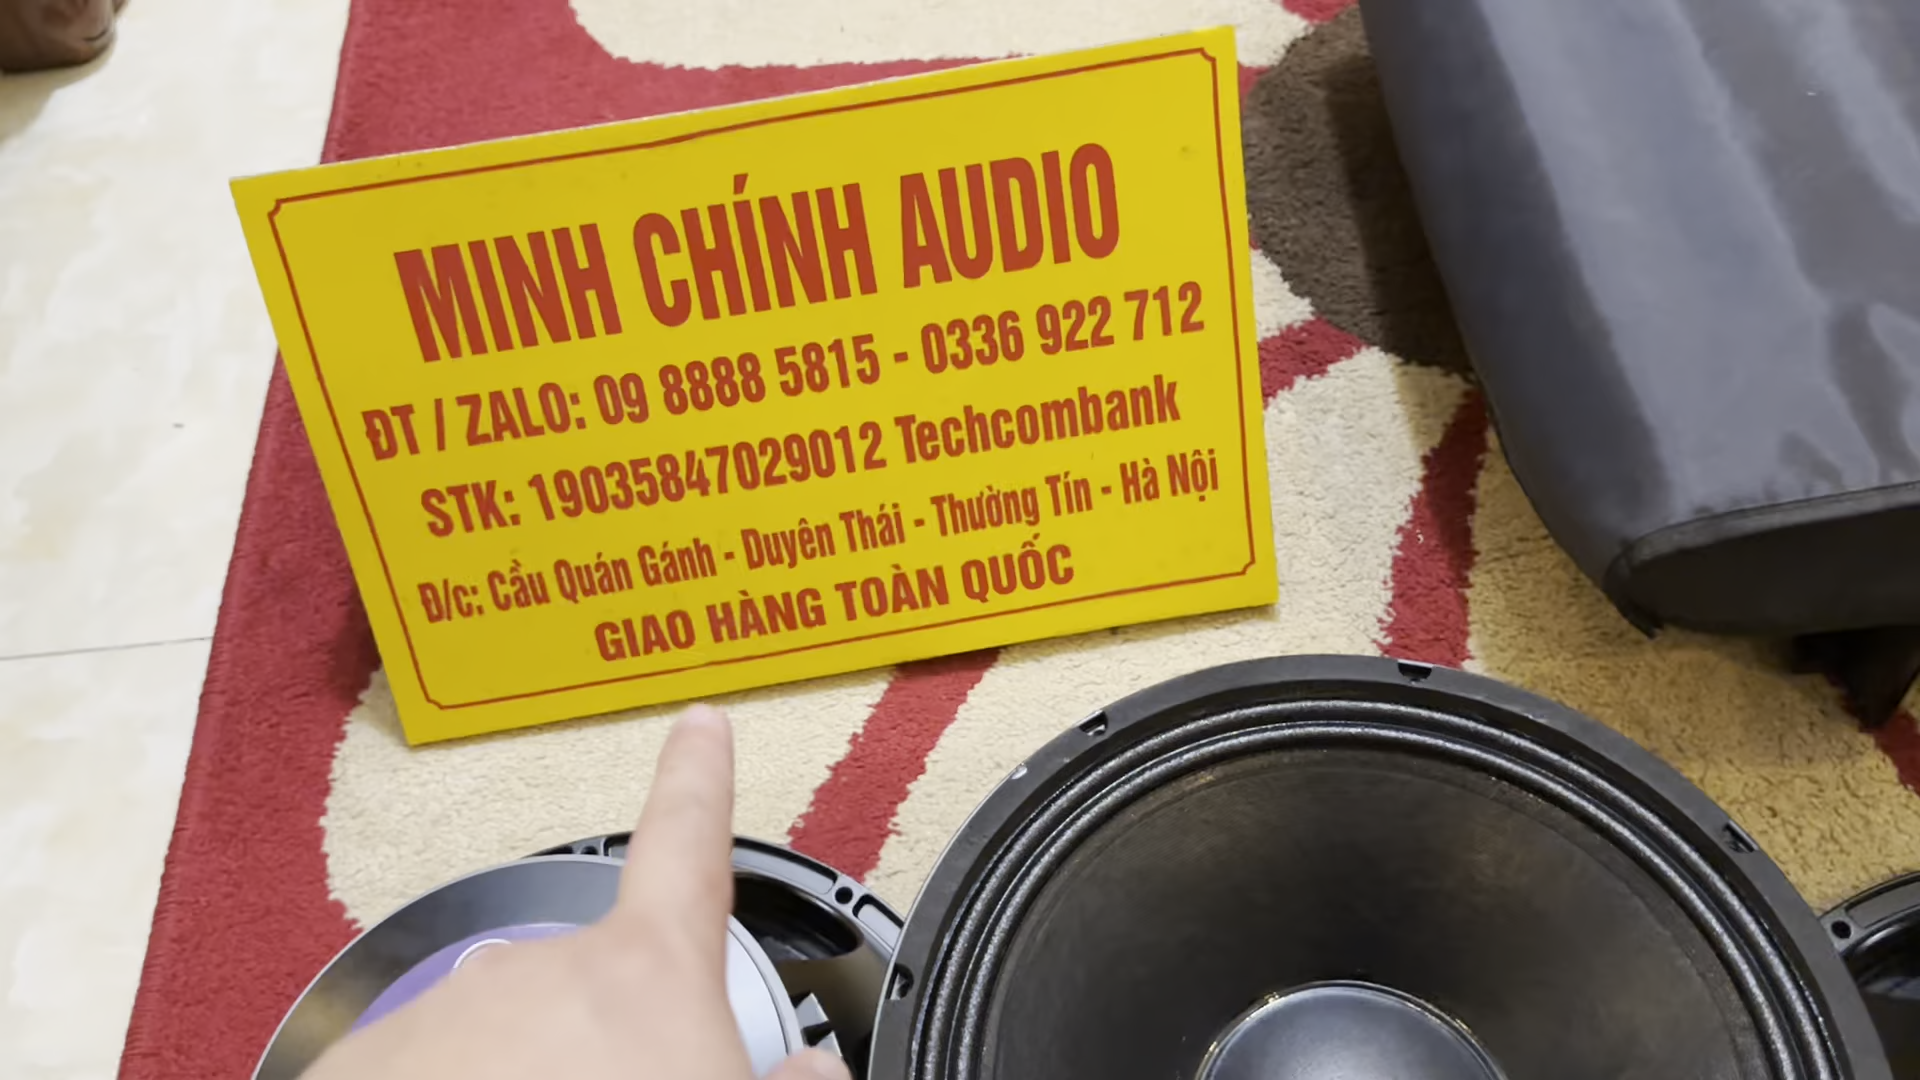 MINH CHÍNH AUDIO
ĐT / ZALO: 09 8888 5815 - 0336 922 712
STK: 19035847029012 Techcombank
Đ/c: Cầu Quán Gánh - Duyên Thái - Thường Tín - Hà Nội
GIAO HÀNG TOÀN QUỐC